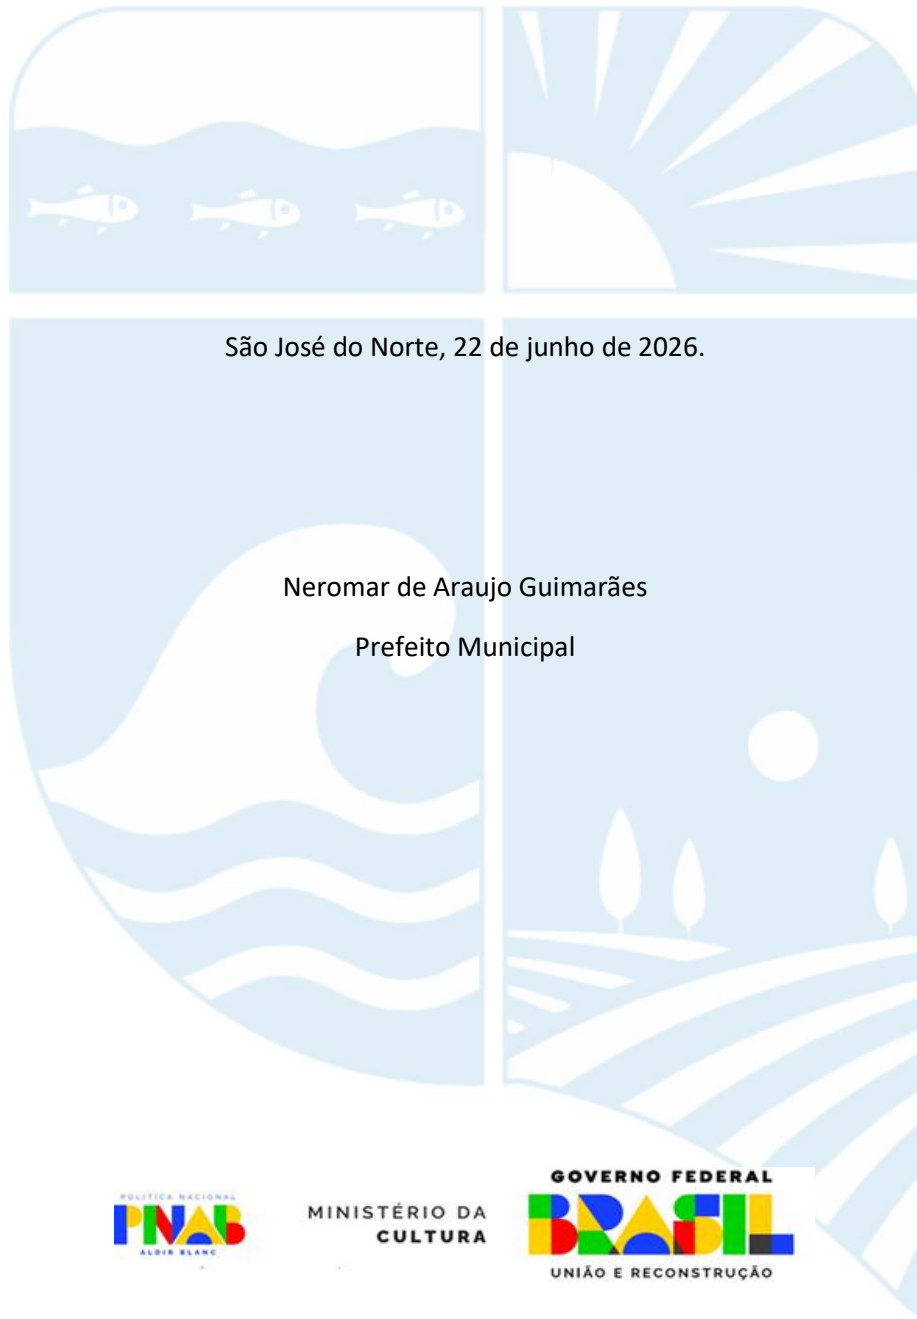 São José do Norte, 22 de junho de 2026.
Neromar de Araujo Guimarães
Prefeito Municipal
POLÍTICA NACIONAL
PNAB
ALDIR BLANC
MINISTÉRIO DA
CULTURA
GOVERNO FEDERAL
BRASIL
UNIÃO E RECONSTRUÇÃO